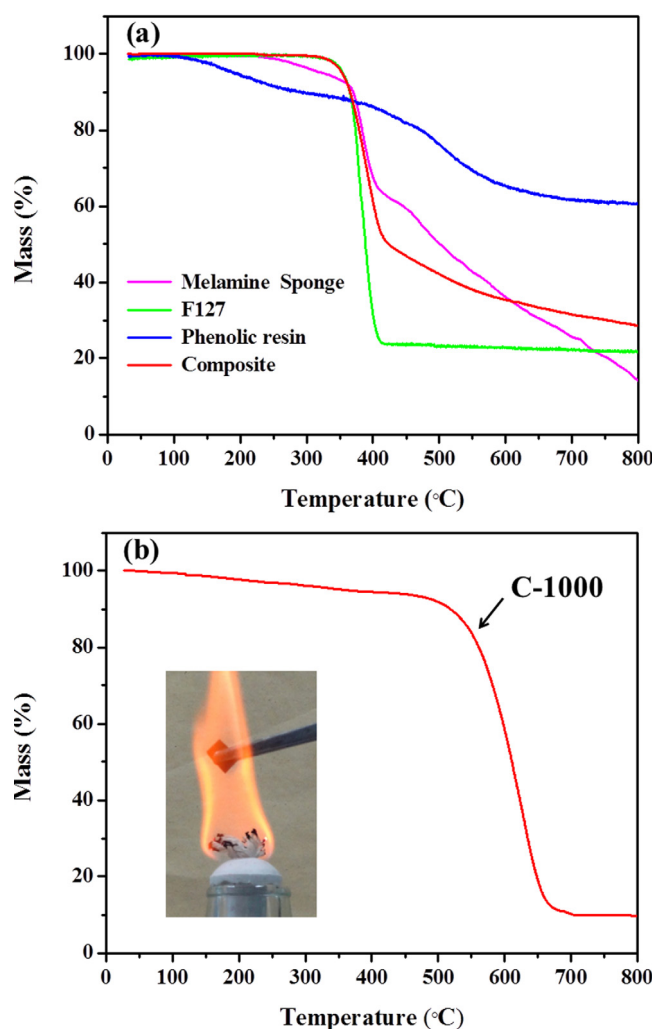 (a)
100
80
60
40
20
0
Mass (%)
Melamine Sponge
F127
Phenolic resin
Composite
0 100 200 300 400 500 600 700 800
Temperature (°C)
(b)
100
80
60
40
20
0
Mass (%)
C-1000
0 100 200 300 400 500 600 700 800
Temperature (°C)